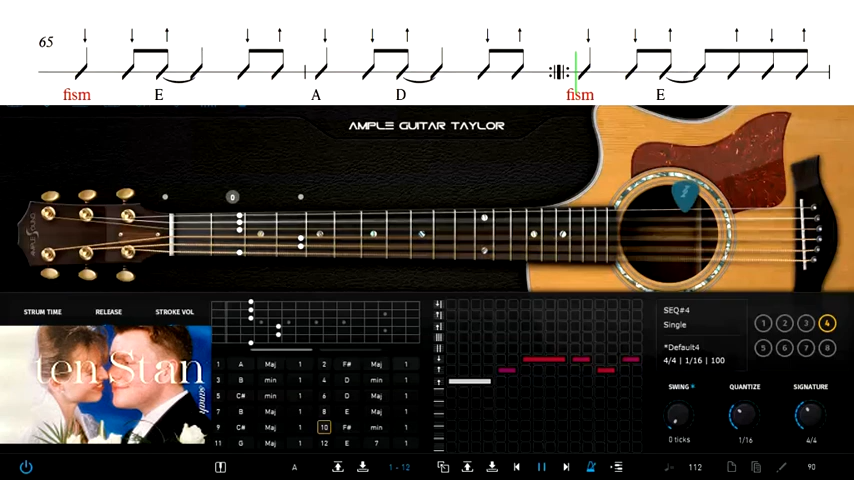 65
fism E A D fism E
AMPLE GUITAR TAYLOR
0
STRUM TIME RELEASE STROKE VOL
SEQ#4
Single
1 2 3 4
*Default4
5 6 7 8
4/4 | 1/16 | 100
ten Stan
sanah
1 A Maj 1 2 F# Maj 1
3 B min 1 4 D min 1
5 C# min 1 6 D Maj 1
7 B Maj 1 8 E Maj 1
9 C# Maj 1 10 F# min 1
11 G Maj 1 12 E 7 1
SWING QUANTIZE SIGNATURE
0 ticks 1/16 4/4
A 1 - 12 112 90